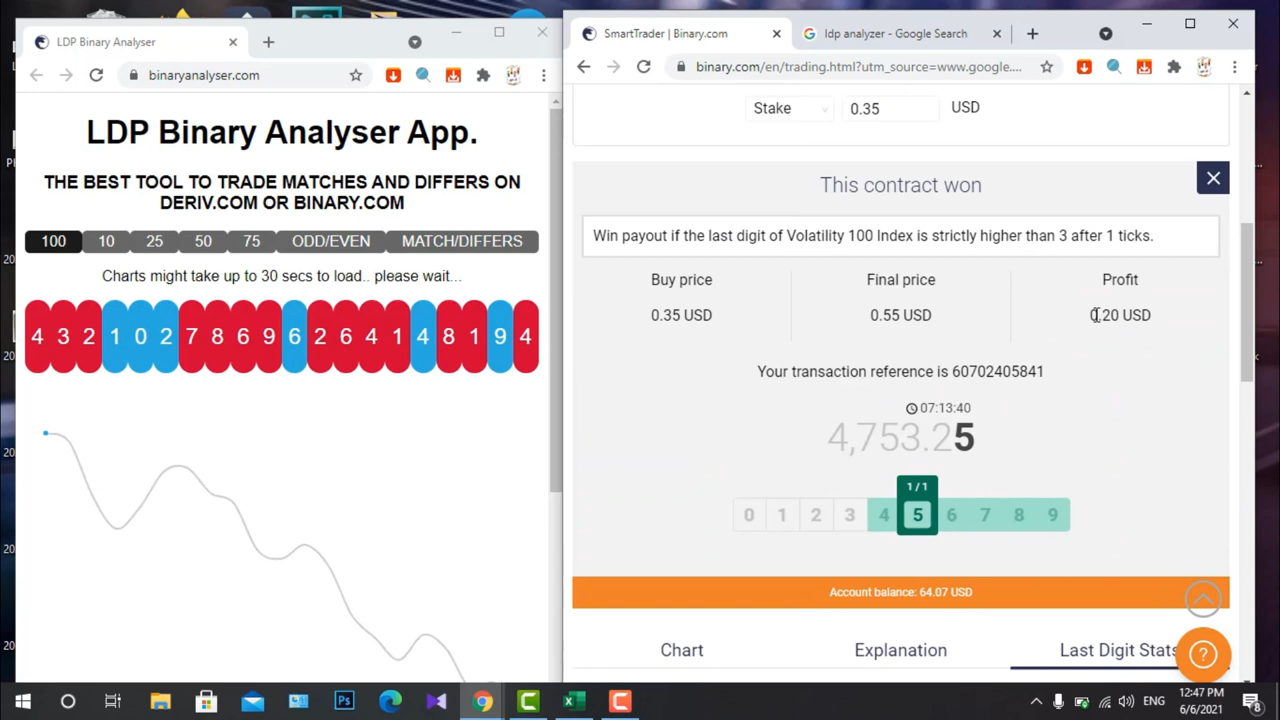 LDP Binary Analyser
binaryanalyser.com
LDP Binary Analyser App.
THE BEST TOOL TO TRADE MATCHES AND DIFFERS ON
DERIV.COM OR BINARY.COM
100 10 25 50 75 ODD/EVEN MATCH/DIFFERS
Charts might take up to 30 secs to load.. please wait...
4 3 2 1 0 2 7 8 6 9 6 2 6 4 1 4 8 1 9 4
SmartTrader | Binary.com
ldp analyzer - Google Search
binary.com/en/trading.html?utm_source=www.google....
Stake 0.35 USD
This contract won
Win payout if the last digit of Volatility 100 Index is strictly higher than 3 after 1 ticks.
Buy price Final price Profit
0.35 USD 0.55 USD 0.20 USD
Your transaction reference is 60702405841
07:13:40
4,753.25
1 / 1
0 1 2 3 4 5 6 7 8 9
Account balance: 64.07 USD
Chart Explanation Last Digit Stats
?
Ps
ENG
12:47 PM
6/6/2021
8